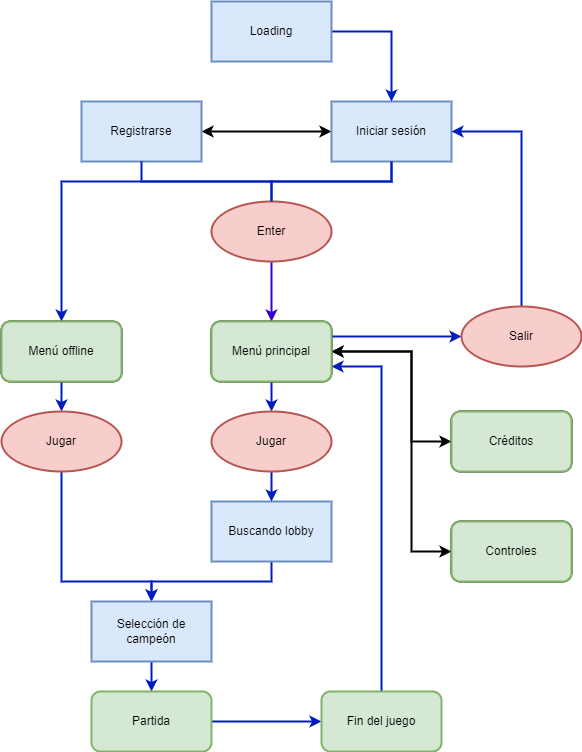 Loading
Registrarse
Iniciar sesión
Enter
Salir
Menú offline
Menú principal
Jugar
Jugar
Créditos
Buscando lobby
Controles
Selección de
campeón
Partida
Fin del juego